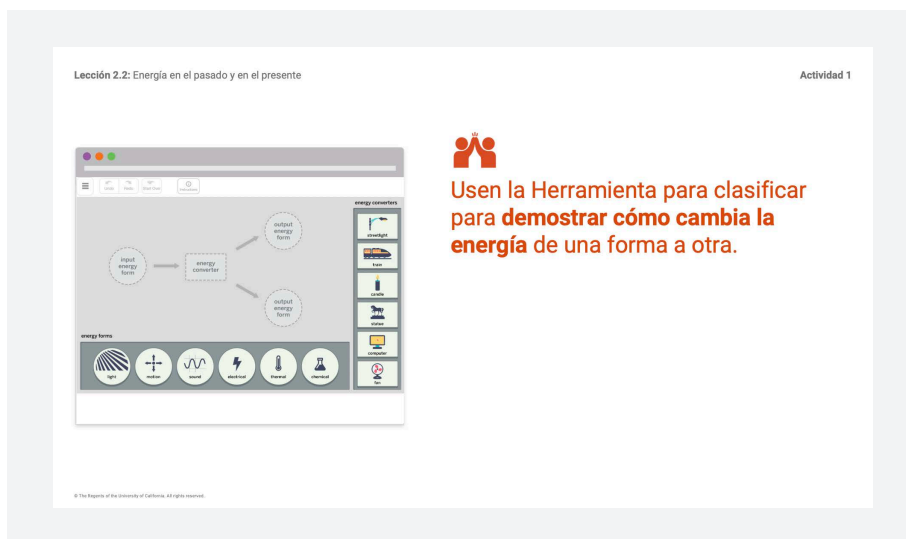 Lección 2.2: Energía en el pasado y en el presente
Actividad 1
Usen la Herramienta para clasificar
para demostrar cómo cambia la
energía de una forma a otra.
energy converters
streetlight
train
candle
statue
computer
fan
input
energy
form
energy
converter
output
energy
form
output
energy
form
energy forms
light
motion
sound
electrical
thermal
chemical
© The Regents of the University of California. All rights reserved.